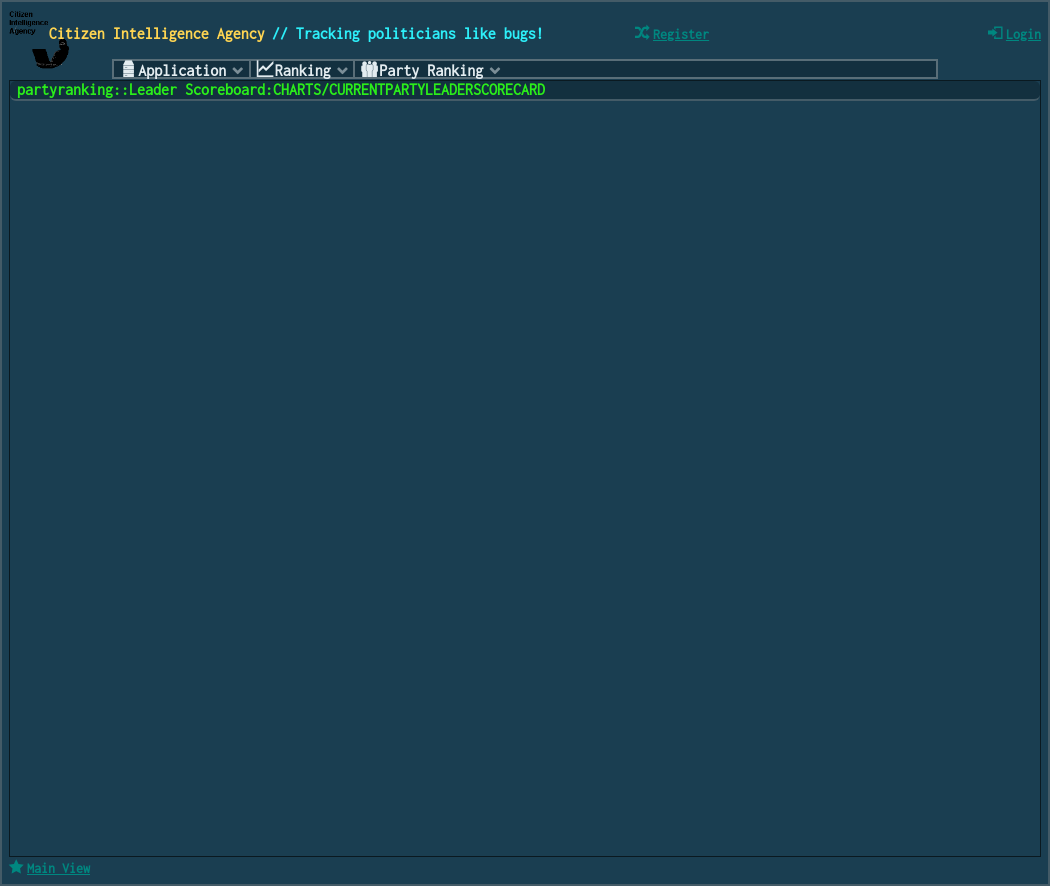 Citizen
Intelligence
Agency
Citizen Intelligence Agency // Tracking politicians like bugs!
Register
Login
Application
Ranking
Party Ranking
partyranking::Leader Scoreboard:CHARTS/CURRENTPARTYLEADERSCORECARD
Main View